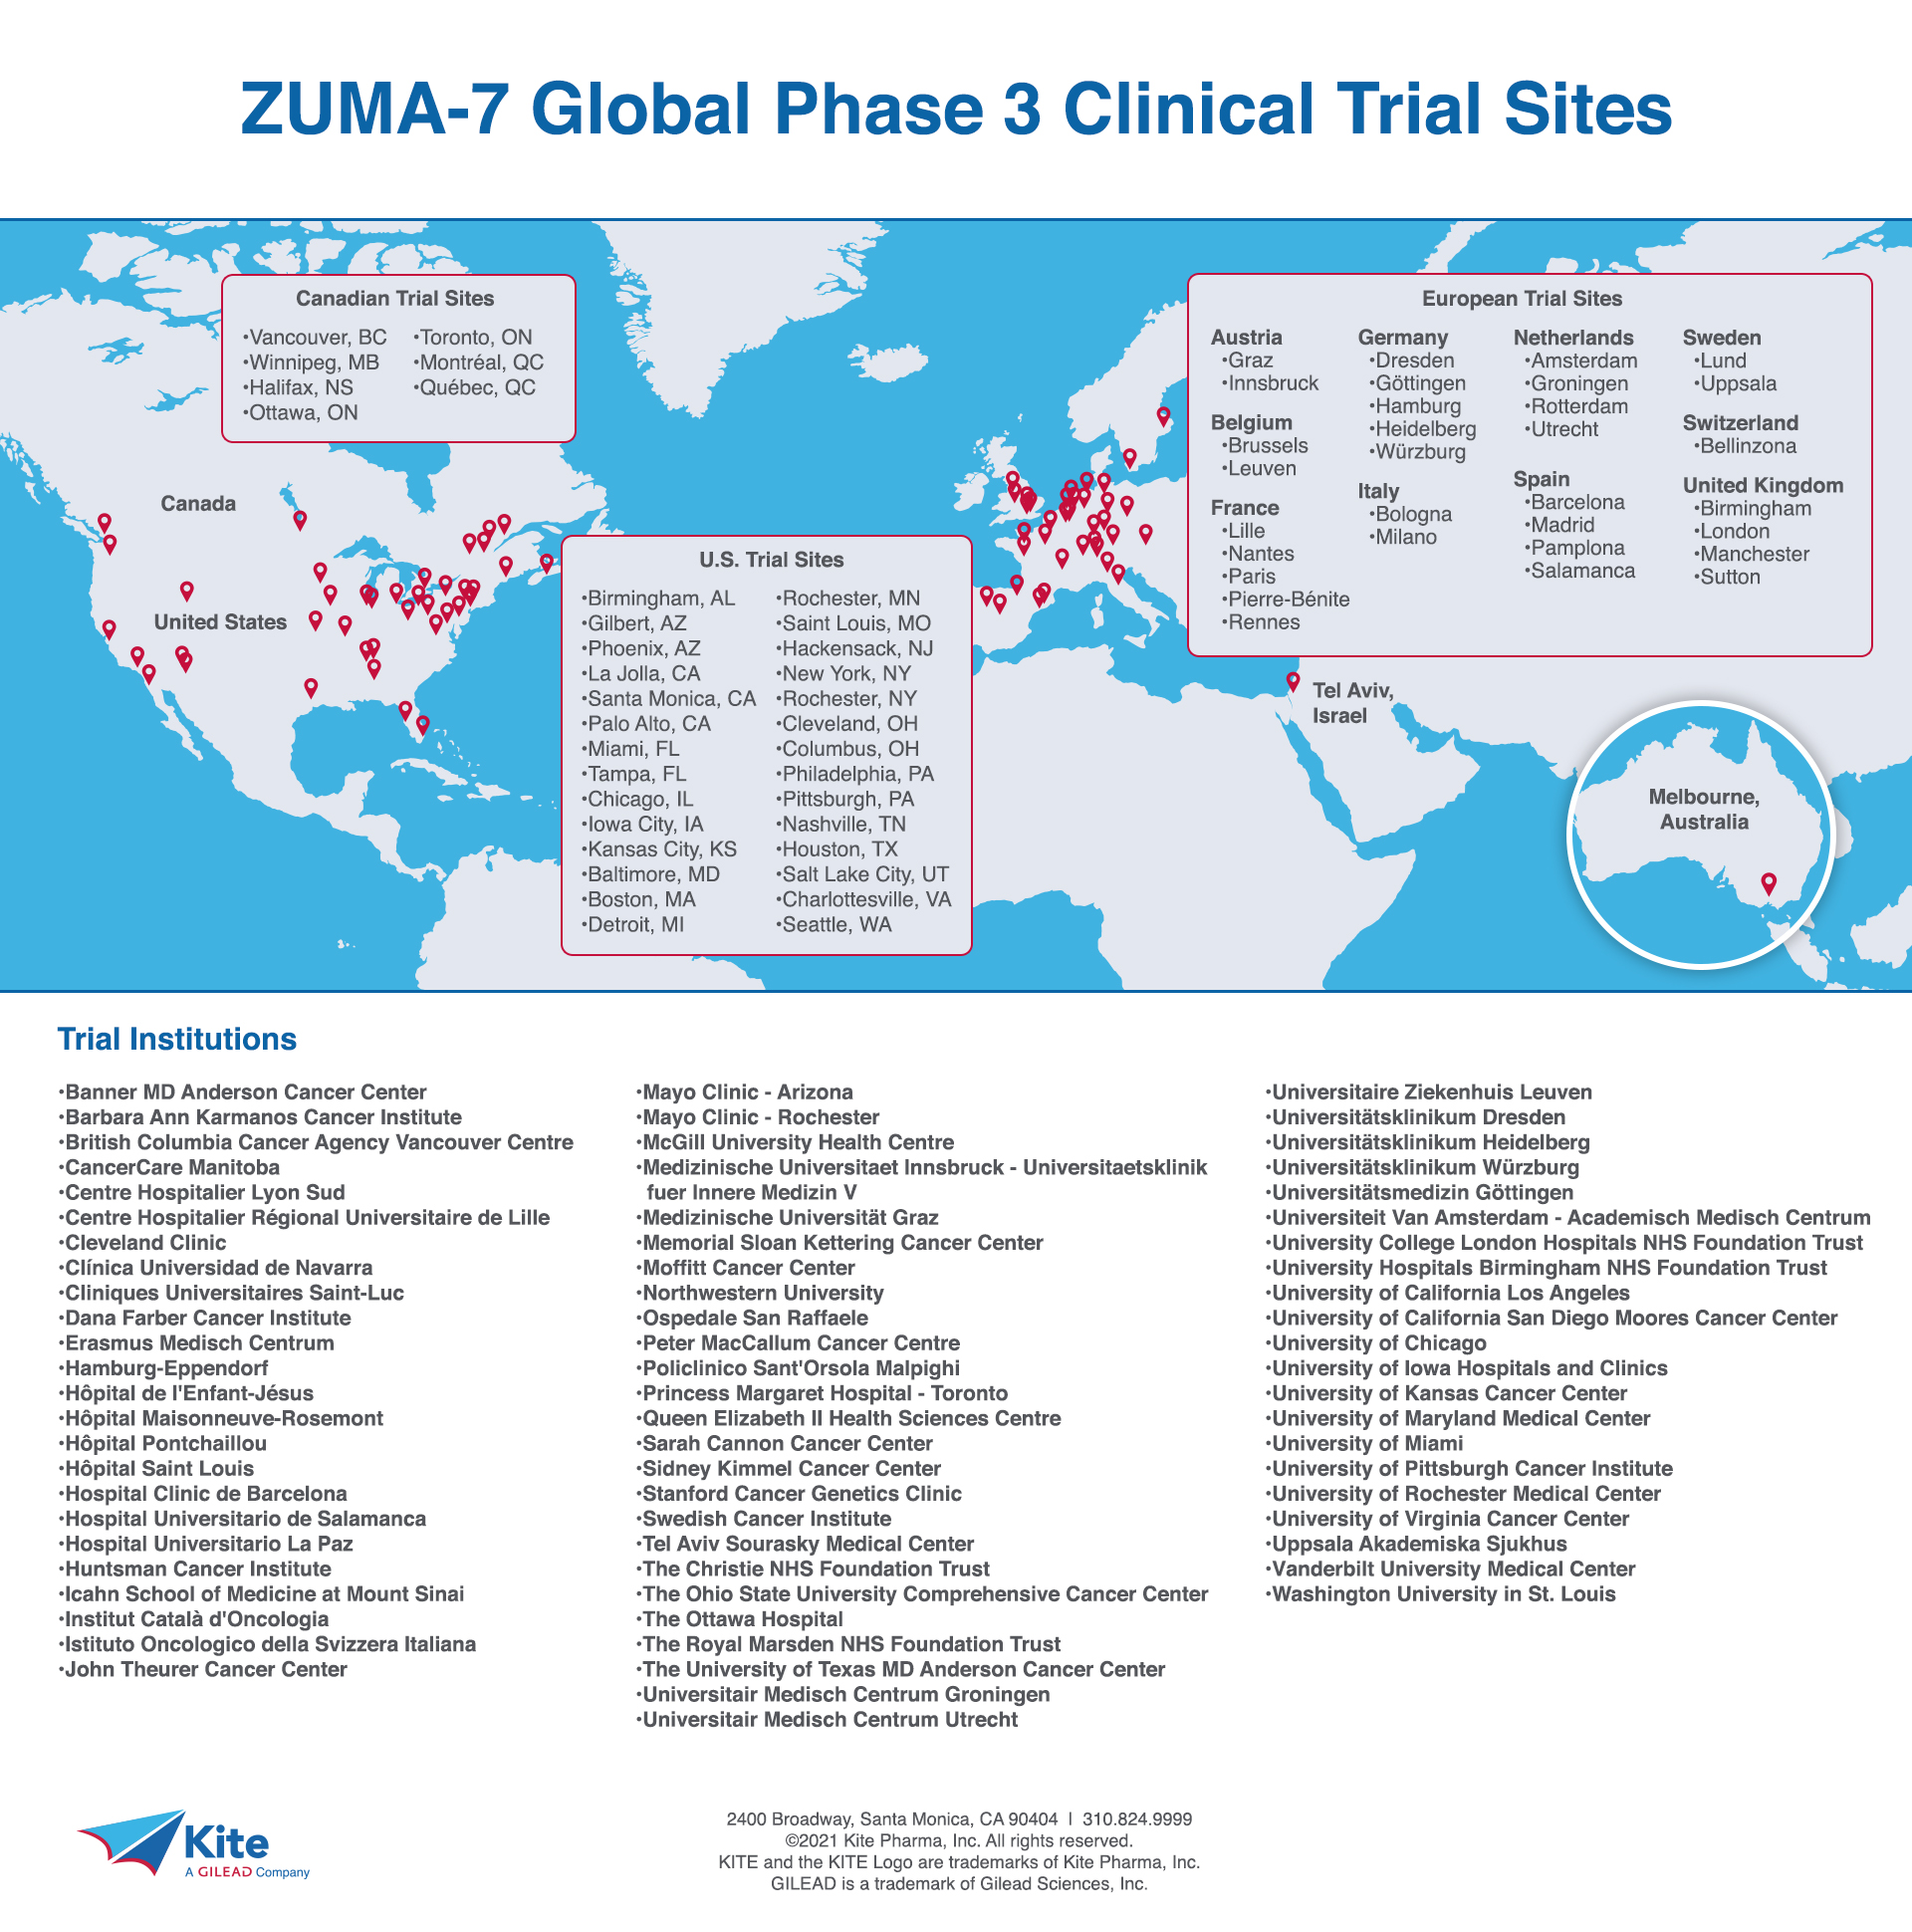 ZUMA-7 Global Phase 3 Clinical Trial Sites
Canadian Trial Sites
•Vancouver, BC
•Winnipeg, MB
•Halifax, NS
•Ottawa, ON
•Toronto, ON
•Montréal, QC
•Québec, QC
Canada
United States
U.S. Trial Sites
•Birmingham, AL
•Gilbert, AZ
•Phoenix, AZ
•La Jolla, CA
•Santa Monica, CA
•Palo Alto, CA
•Miami, FL
•Tampa, FL
•Chicago, IL
•Iowa City, IA
•Kansas City, KS
•Baltimore, MD
•Boston, MA
•Detroit, MI
•Rochester, MN
•Saint Louis, MO
•Hackensack, NJ
•New York, NY
•Rochester, NY
•Cleveland, OH
•Columbus, OH
•Philadelphia, PA
•Pittsburgh, PA
•Nashville, TN
•Houston, TX
•Salt Lake City, UT
•Charlottesville, VA
•Seattle, WA
European Trial Sites
Austria
•Graz
•Innsbruck
Belgium
•Brussels
•Leuven
France
•Lille
•Nantes
•Paris
•Pierre-Bénite
•Rennes
Germany
•Dresden
•Göttingen
•Hamburg
•Heidelberg
•Würzburg
Italy
•Bologna
•Milano
Netherlands
•Amsterdam
•Groningen
•Rotterdam
•Utrecht
Spain
•Barcelona
•Madrid
•Pamplona
•Salamanca
Sweden
•Lund
•Uppsala
Switzerland
•Bellinzona
United Kingdom
•Birmingham
•London
•Manchester
•Sutton
Tel Aviv,
Israel
Melbourne,
Australia
Trial Institutions
•Banner MD Anderson Cancer Center
•Barbara Ann Karmanos Cancer Institute
•British Columbia Cancer Agency Vancouver Centre
•CancerCare Manitoba
•Centre Hospitalier Lyon Sud
•Centre Hospitalier Régional Universitaire de Lille
•Cleveland Clinic
•Clínica Universidad de Navarra
•Cliniques Universitaires Saint-Luc
•Dana Farber Cancer Institute
•Erasmus Medisch Centrum
•Hamburg-Eppendorf
•Hôpital de l'Enfant-Jésus
•Hôpital Maisonneuve-Rosemont
•Hôpital Pontchaillou
•Hôpital Saint Louis
•Hospital Clinic de Barcelona
•Hospital Universitario de Salamanca
•Hospital Universitario La Paz
•Huntsman Cancer Institute
•Icahn School of Medicine at Mount Sinai
•Institut Català d'Oncologia
•Istituto Oncologico della Svizzera Italiana
•John Theurer Cancer Center
•Mayo Clinic - Arizona
•Mayo Clinic - Rochester
•McGill University Health Centre
•Medizinische Universitaet Innsbruck - Universitaetsklinik
fuer Innere Medizin V
•Medizinische Universität Graz
•Memorial Sloan Kettering Cancer Center
•Moffitt Cancer Center
•Northwestern University
•Ospedale San Raffaele
•Peter MacCallum Cancer Centre
•Policlinico Sant'Orsola Malpighi
•Princess Margaret Hospital - Toronto
•Queen Elizabeth II Health Sciences Centre
•Sarah Cannon Cancer Center
•Sidney Kimmel Cancer Center
•Stanford Cancer Genetics Clinic
•Swedish Cancer Institute
•Tel Aviv Sourasky Medical Center
•The Christie NHS Foundation Trust
•The Ohio State University Comprehensive Cancer Center
•The Ottawa Hospital
•The Royal Marsden NHS Foundation Trust
•The University of Texas MD Anderson Cancer Center
•Universitair Medisch Centrum Groningen
•Universitair Medisch Centrum Utrecht
•Universitaire Ziekenhuis Leuven
•Universitätsklinikum Dresden
•Universitätsklinikum Heidelberg
•Universitätsklinikum Würzburg
•Universitätsmedizin Göttingen
•Universiteit Van Amsterdam - Academisch Medisch Centrum
•University College London Hospitals NHS Foundation Trust
•University Hospitals Birmingham NHS Foundation Trust
•University of California Los Angeles
•University of California San Diego Moores Cancer Center
•University of Chicago
•University of Iowa Hospitals and Clinics
•University of Kansas Cancer Center
•University of Maryland Medical Center
•University of Miami
•University of Pittsburgh Cancer Institute
•University of Rochester Medical Center
•University of Virginia Cancer Center
•Uppsala Akademiska Sjukhus
•Vanderbilt University Medical Center
•Washington University in St. Louis
Kite
A GILEAD Company
2400 Broadway, Santa Monica, CA 90404 | 310.824.9999
©2021 Kite Pharma, Inc. All rights reserved.
KITE and the KITE Logo are trademarks of Kite Pharma, Inc.
GILEAD is a trademark of Gilead Sciences, Inc.